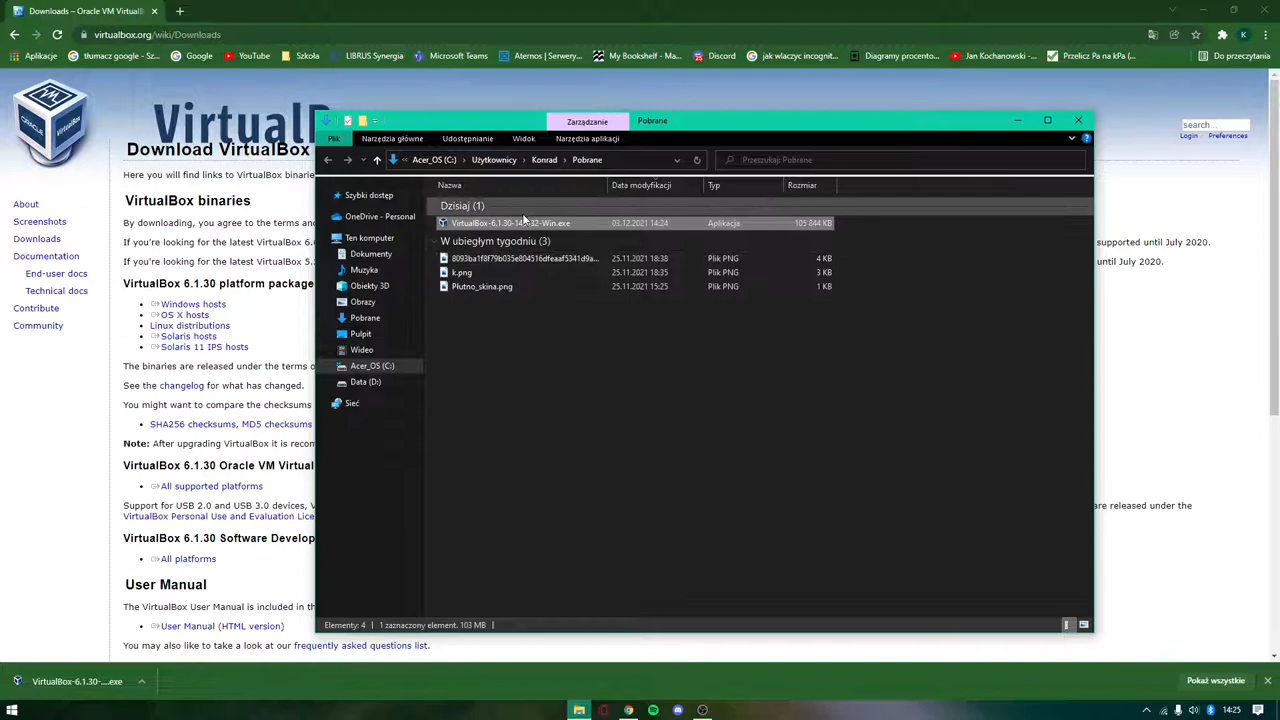 Downloads – Oracle VM VirtualB
virtualbox.org/wiki/Downloads
Aplikacje
tłumacz google - Sz...
Google
YouTube
Szkoła
LIBRUS Synergia
Microsoft Teams
Aternos | Serwery...
My Bookshelf - Ma...
Discord
jak wlaczyc incognit...
Diagramy procento...
Jan Kochanowski...
Przelicz Pa na kPa (...
Do przeczytania
ORACLE
VirtualBox
VirtualB
search...
Login Preferences
Download VirtualBox
Here you will find links to VirtualBox binarie
About
Screenshots
Downloads
Documentation
End-user docs
Technical docs
Contribute
Community
VirtualBox binaries
By downloading, you agree to the terms and
If you're looking for the latest VirtualBox 6.
upported until July 2020.
If you're looking for the latest VirtualBox 5.
July 2020.
VirtualBox 6.1.30 platform package
Windows hosts
OS X hosts
Linux distributions
Solaris hosts
Solaris 11 IPS hosts
The binaries are released under the terms o
See the changelog for what has changed.
You might want to compare the checksums
SHA256 checksums, MD5 checksums
Note: After upgrading VirtualBox it is recon
VirtualBox 6.1.30 Oracle VM Virtual
All supported platforms
Support for USB 2.0 and USB 3.0 devices, V
are released under the
VirtualBox Personal Use and Evaluation Lice
VirtualBox 6.1.30 Software Develop
All platforms
User Manual
The VirtualBox User Manual is included in th
User Manual (HTML version)
You may also like to take a look at our frequently asked questions list.
Zarządzanie
Pobrane
Plik
Narzędzia główne
Udostępnianie
Widok
Narzędzia aplikacji
Acer_OS (C:) › Użytkownicy › Konrad › Pobrane
Przeszukaj: Pobrane
Szybki dostęp
OneDrive - Personal
Ten komputer
Dokumenty
Muzyka
Obiekty 3D
Obrazy
Pobrane
Pulpit
Wideo
Acer_OS (C:)
Data (D:)
Sieć
Nazwa
Data modyfikacji
Typ
Rozmiar
Dzisiaj (1)
VirtualBox-6.1.30-14 32-Win.exe 03.12.2021 14:24 Aplikacja 105 844 KB
W ubiegłym tygodniu (3)
8093ba1f8f79b035e804516dfeaaf5341d9a... 25.11.2021 18:38 Plik PNG 4 KB
k.png 25.11.2021 18:35 Plik PNG 3 KB
Płutno_skina.png 25.11.2021 15:25 Plik PNG 1 KB
Elementy: 4
1 zaznaczony element. 103 MB
VirtualBox-6.1.30-....exe
Pokaż wszystkie
14:25